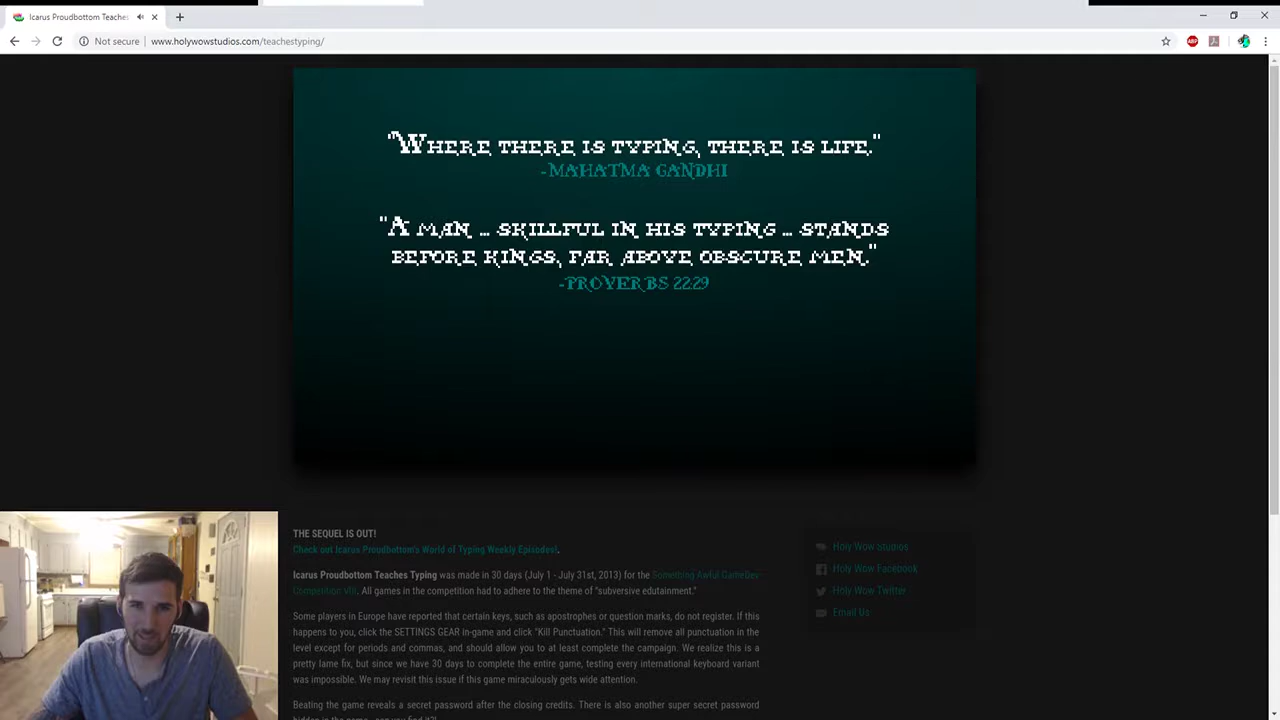 Icarus Proudbottom Teaches
Not secure www.holywowstudios.com/teachestyping/
"WHERE THERE IS TYPING, THERE IS LIFE."
-MAHATMA GANDHI
"A MAN ... SKILLFUL IN HIS TYPING ... STANDS
BEFORE KINGS, FAR ABOVE OBSCURE MEN."
-PROVERBS 22:29
THE SEQUEL IS OUT!
Check out Icarus Proudbottom's World of Typing Weekly Episodes!.
Icarus Proudbottom Teaches Typing was made in 30 days (July 1 - July 31st, 2013) for the Something Awful GameDev
Competition VIII. All games in the competition had to adhere to the theme of "subversive edutainment."
Some players in Europe have reported that certain keys, such as apostrophes or question marks, do not register. If this
happens to you, click the SETTINGS GEAR in-game and click "Kill Punctuation." This will remove all punctuation in the
level except for periods and commas, and should allow you to at least complete the campaign. We realize this is a
pretty lame fix, but since we have 30 days to complete the entire game, testing every international keyboard variant
was impossible. We may revisit this issue if this game miraculously gets wide attention.
Beating the game reveals a secret password after the closing credits. There is also another super secret password
Holy Wow Studios
Holy Wow Facebook
Holy Wow Twitter
Email Us